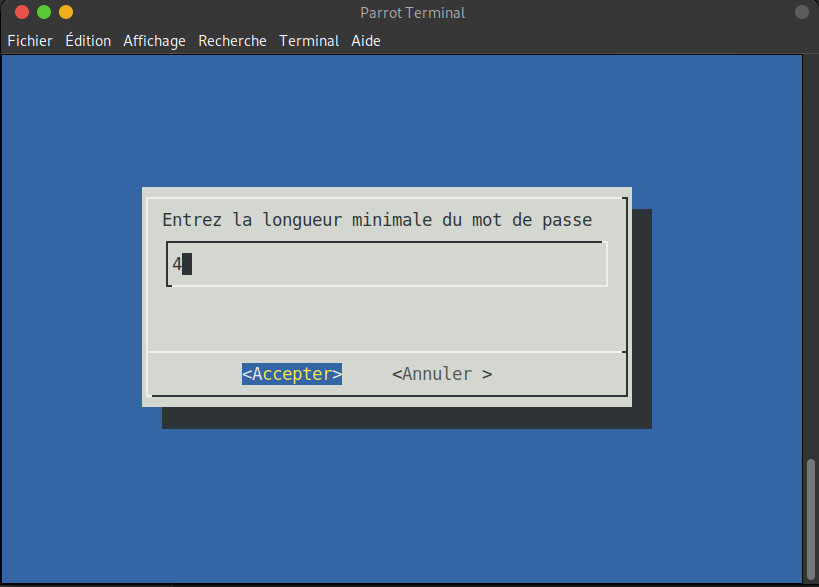 Parrot Terminal
Fichier Édition Affichage Recherche Terminal Aide
Entrez la longueur minimale du mot de passe
4
<Accepter> <Annuler >